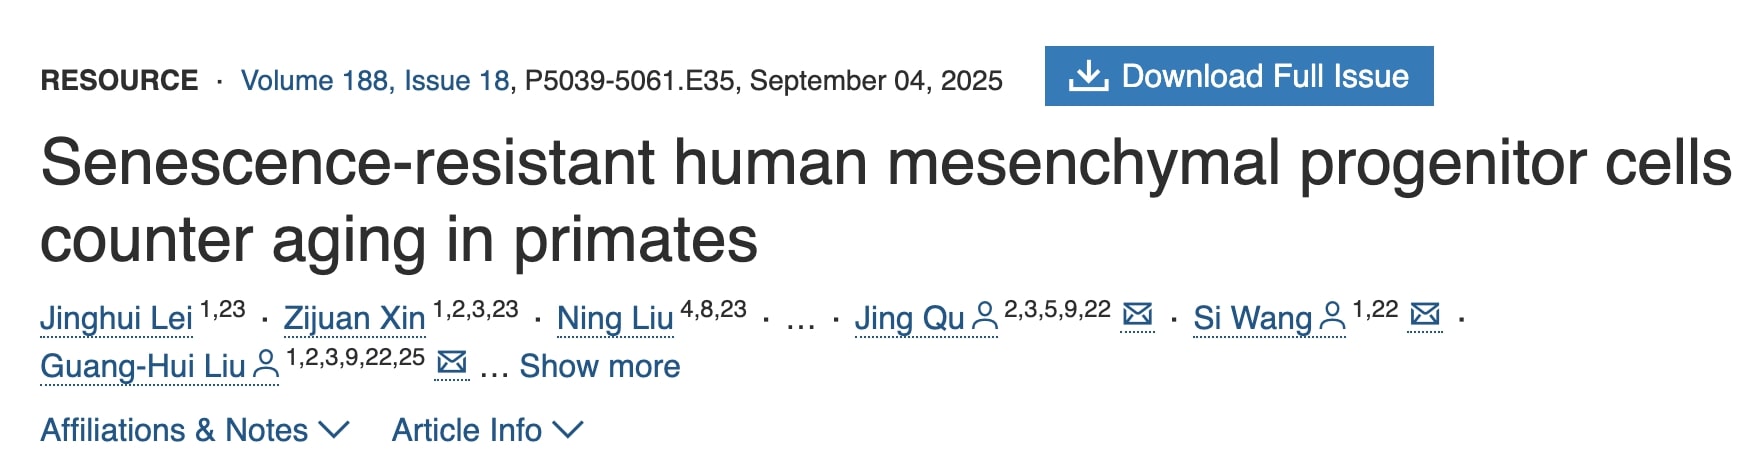 RESOURCE · Volume 188, Issue 18, P5039-5061.E35, September 04, 2025 Download Full Issue
Senescence-resistant human mesenchymal progenitor cells
counter aging in primates
Jinghui Lei 1,23 · Zijuan Xin 1,2,3,23 · Ning Liu 4,8,23 · ... · Jing Qu 2,3,5,9,22 · Si Wang 1,22 ·
Guang-Hui Liu 1,2,3,9,22,25 ... Show more
Affiliations & Notes Article Info